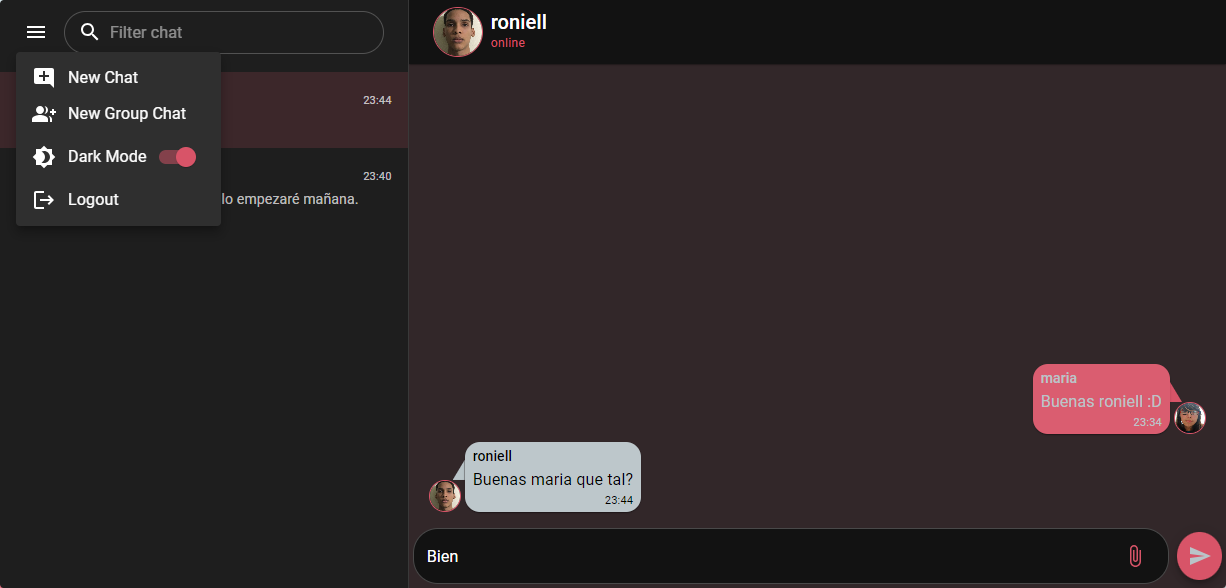 Filter chat
New Chat
New Group Chat
Dark Mode
Logout
23:44
23:40
lo empezaré mañana.
roniell
online
maria
Buenas roniell :D
23:34
roniell
Buenas maria que tal?
23:44
Bien